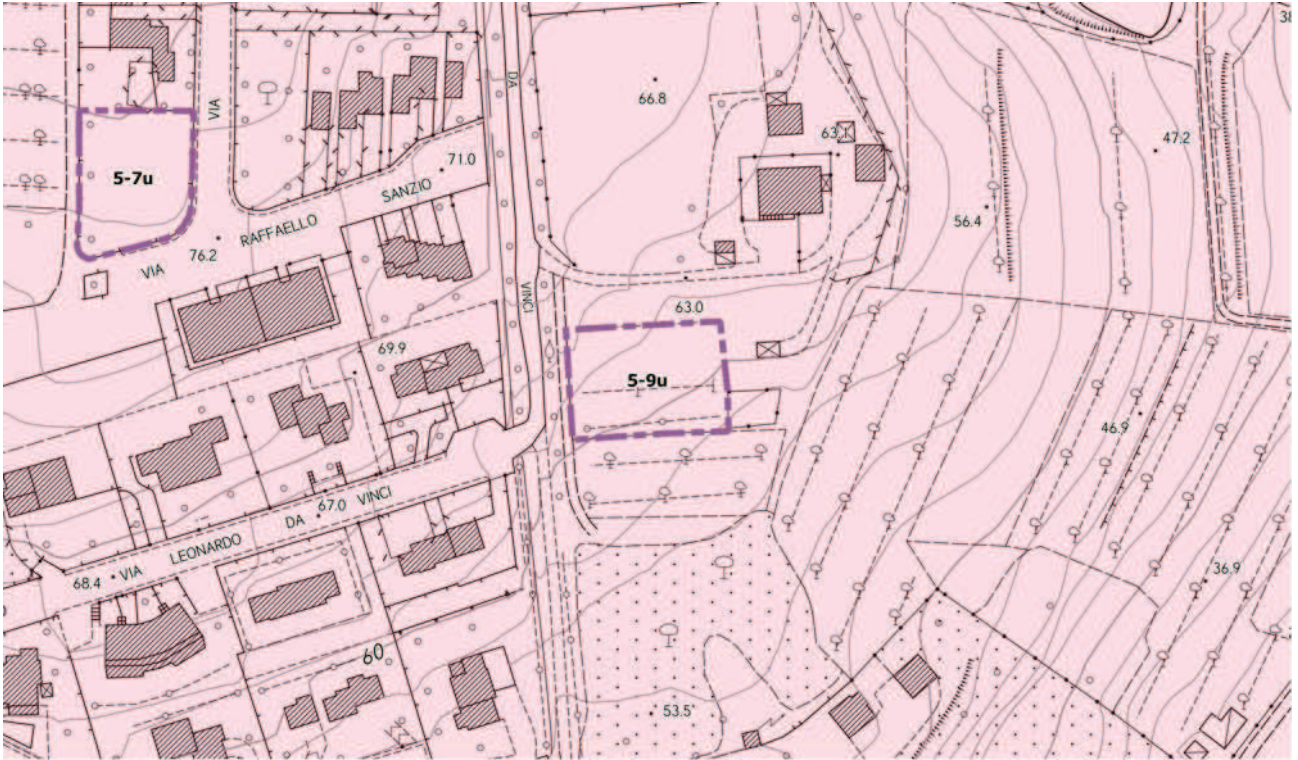 38
DA
66.8
VIA
63.1
47.2
71.0
5-7u
SANZIO
56.4
RAFFAELLO
76.2
VIA
VINCI
63.0
69.9
5-9u
46.9
67.0
VINCI
DA
LEONARDO
VIA
68.4
36.9
60
53.5